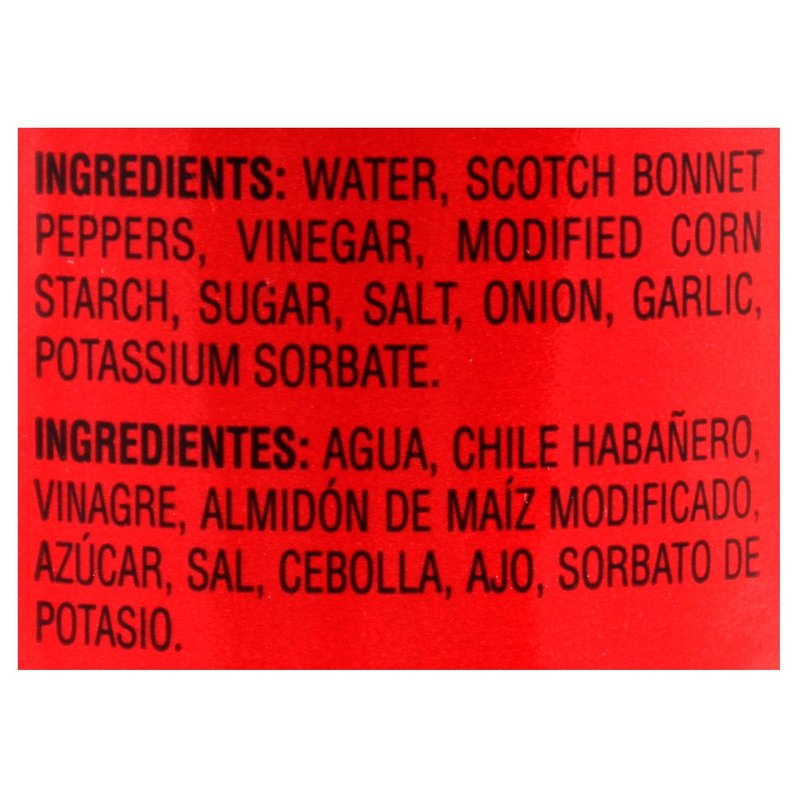 INGREDIENTS: WATER, SCOTCH BONNET
PEPPERS, VINEGAR, MODIFIED CORN
STARCH, SUGAR, SALT, ONION, GARLIC,
POTASSIUM SORBATE.
INGREDIENTES: AGUA, CHILE HABAÑERO,
VINAGRE, ALMIDÓN DE MAÍZ MODIFICADO,
AZÚCAR, SAL, CEBOLLA, AJO, SORBATO DE
POTASIO.